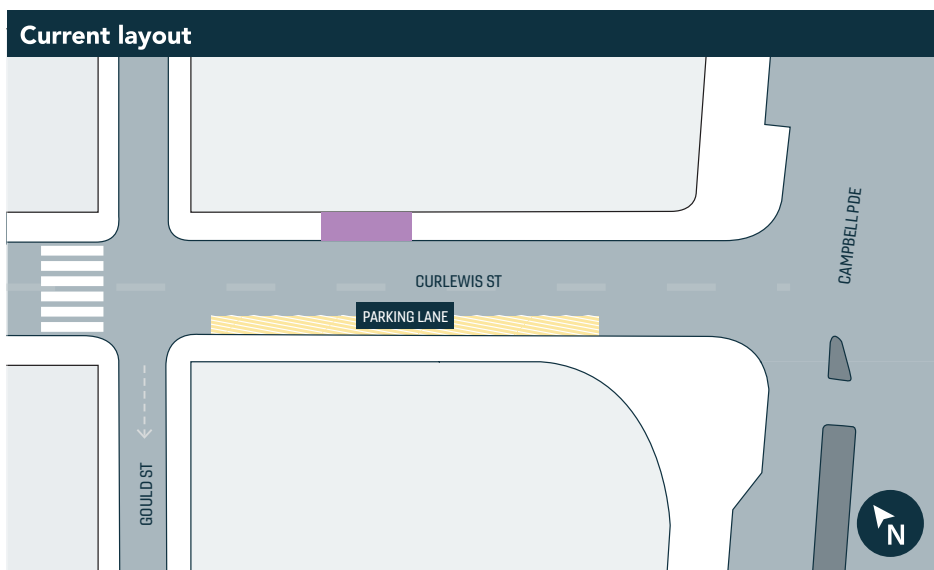 Current layout
CAMPBELL PDE
CURLEWIS ST
PARKING LANE
GOULD ST
N